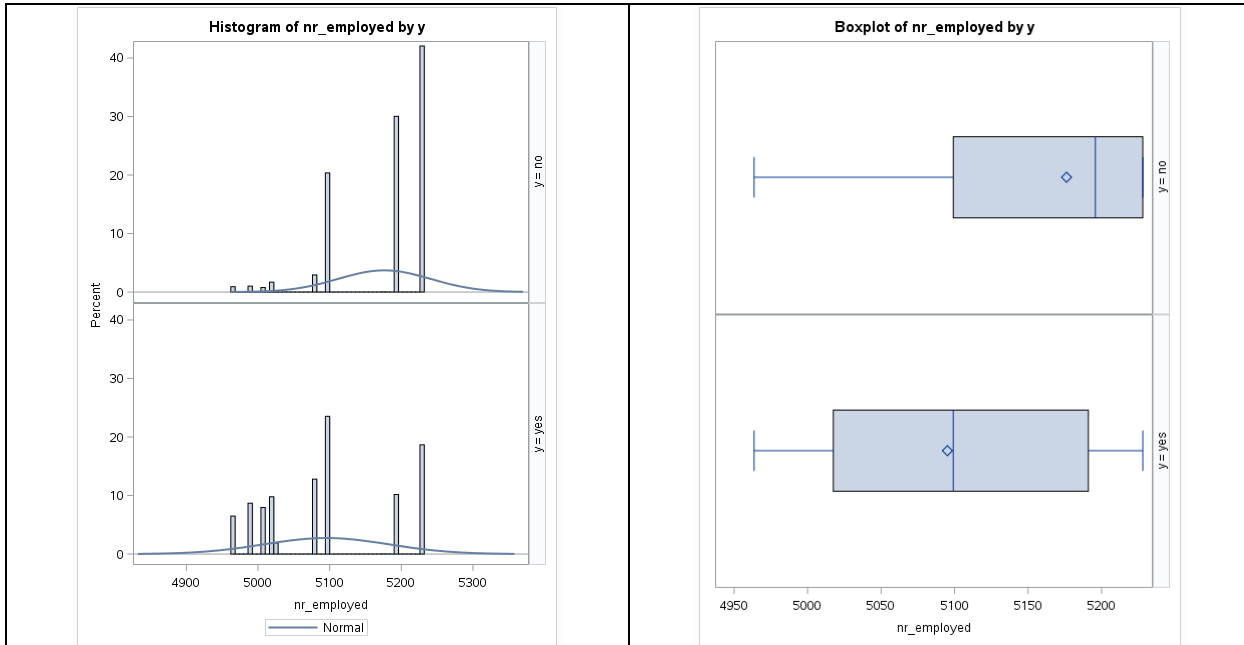 Histogram of nr_employed by y
40
30
20
10
0
y = no
Percent
40
30
20
10
0
y = yes
4900 5000 5100 5200 5300
nr_employed
Normal
Boxplot of nr_employed by y
y = no
y = yes
4950 5000 5050 5100 5150 5200
nr_employed